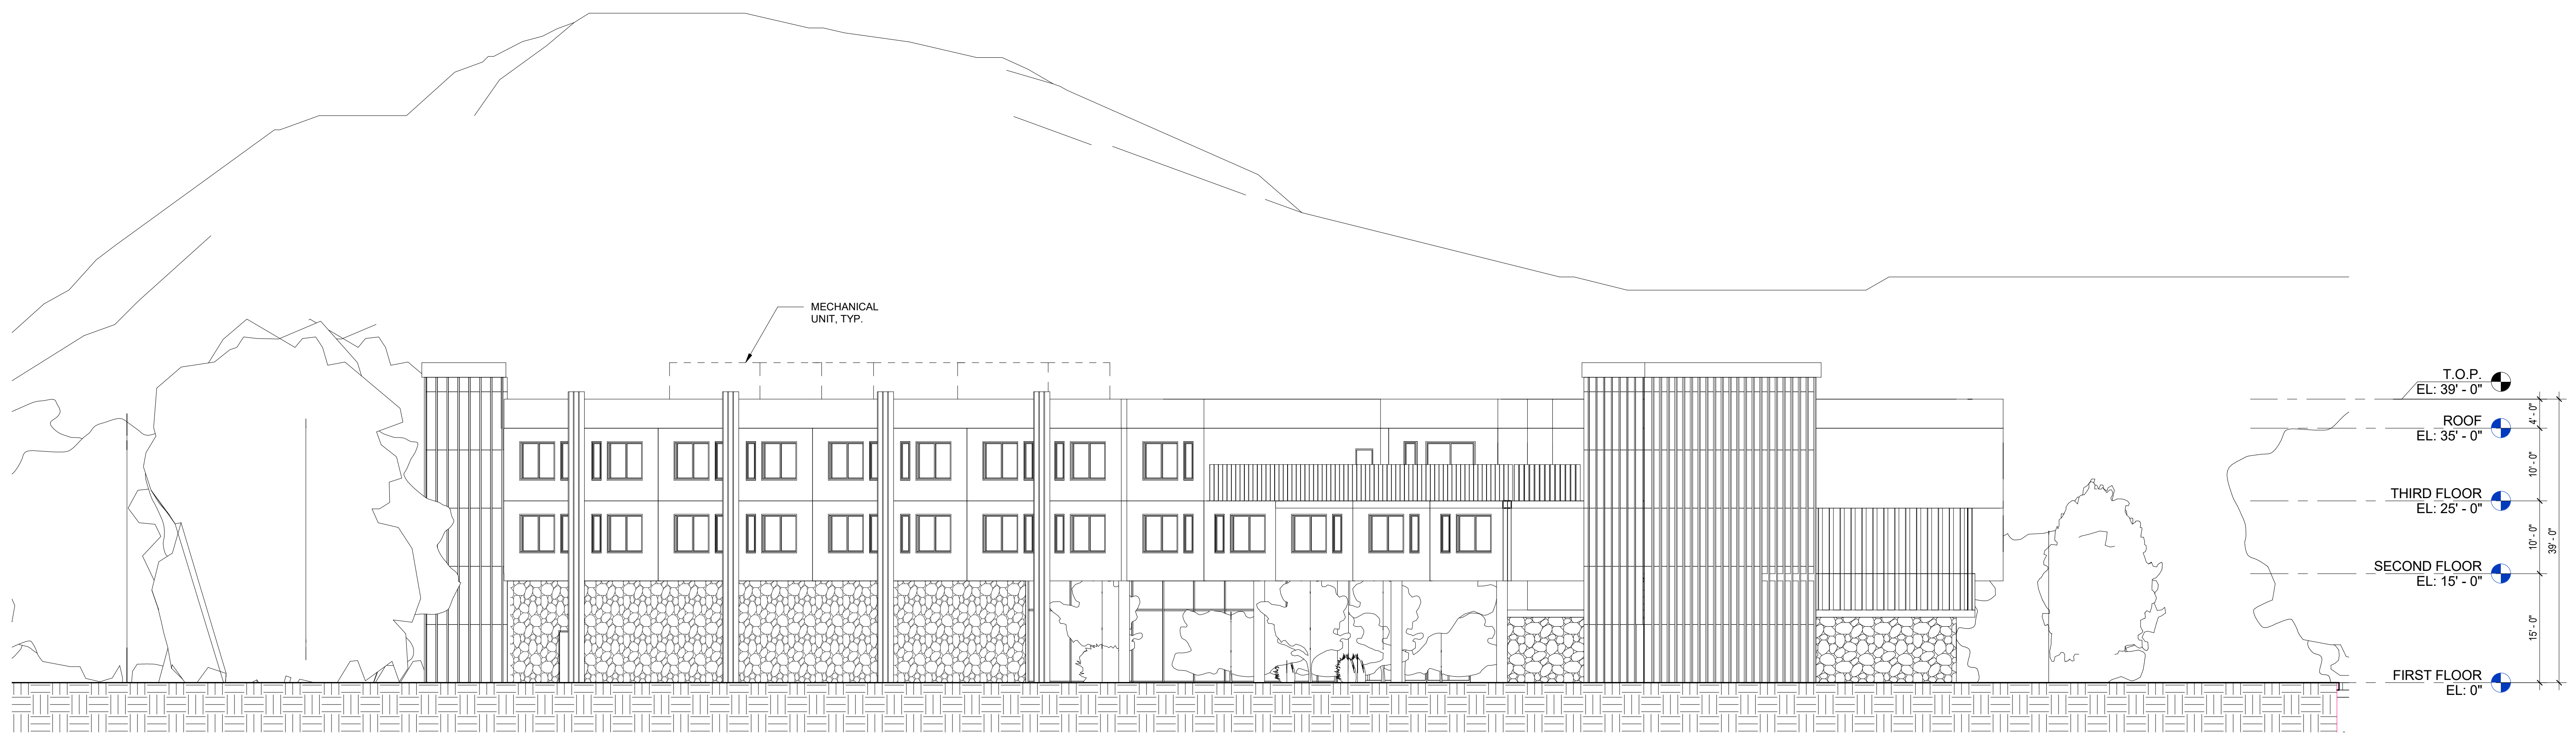 MECHANICAL
UNIT, TYP.
T.O.P.
EL: 39' - 0"
ROOF
EL: 35' - 0"
THIRD FLOOR
EL: 25' - 0"
SECOND FLOOR
EL: 15' - 0"
FIRST FLOOR
EL: 0"
4' - 0"
10' - 0"
10' - 0"
15' - 0"
39' - 0"